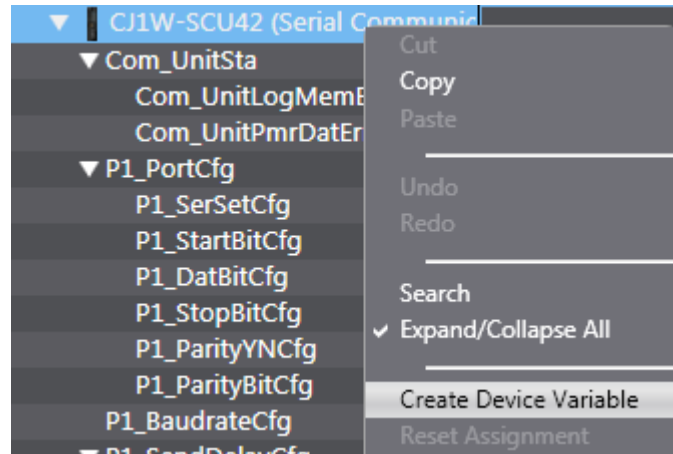 CJ1W-SCU42 (Serial Communic
Com_UnitSta
Com_UnitLogMemE
Com_UnitPmrDatEr
P1_PortCfg
P1_SerSetCfg
P1_StartBitCfg
P1_DatBitCfg
P1_StopBitCfg
P1_ParityYNCfg
P1_ParityBitCfg
P1_BaudrateCfg
P1_SendDelayCfg
Cut
Copy
Paste
Undo
Redo
Search
Expand/Collapse All
Create Device Variable
Reset Assignment